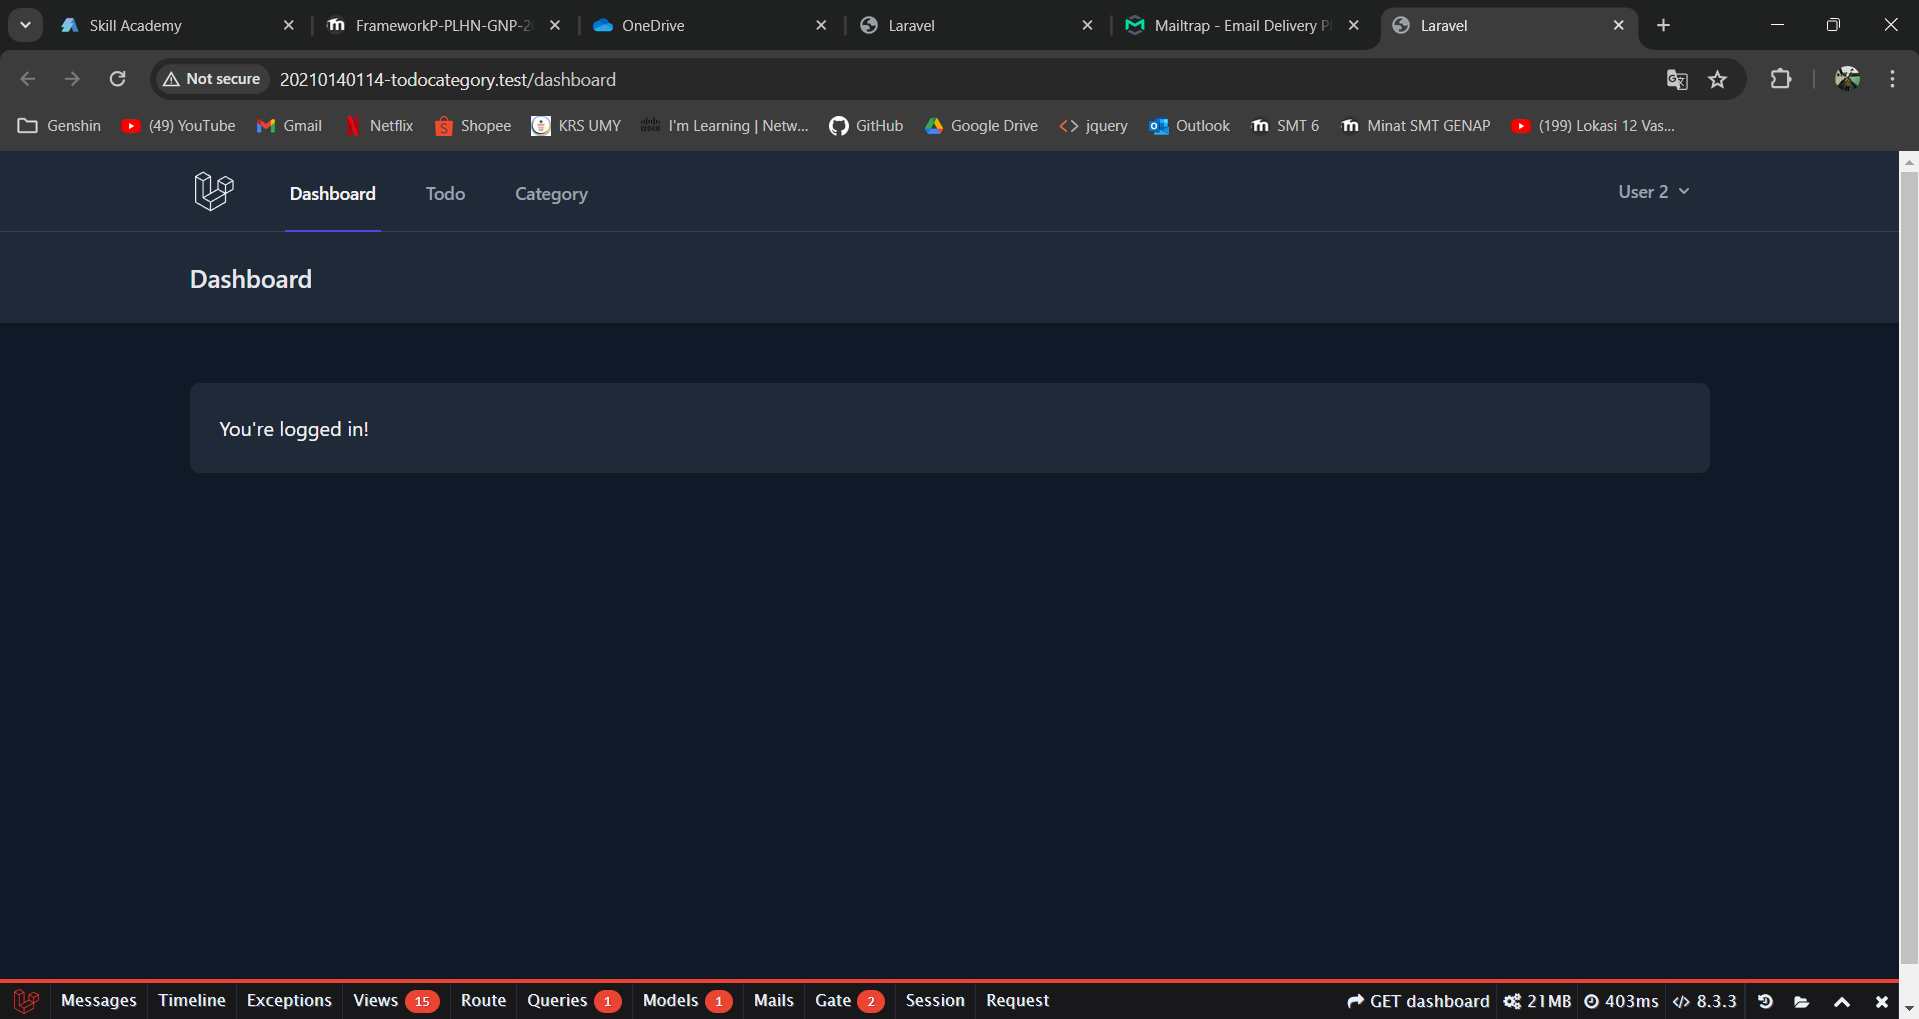 Skill Academy
FrameworkP-PLHN-GNP-2
OneDrive
Laravel
Mailtrap - Email Delivery Pl
Laravel
Not secure
20210140114-todocategory.test/dashboard
Genshin
(49) YouTube
Gmail
Netflix
Shopee
KRS UMY
I'm Learning | Netw...
GitHub
Google Drive
jquery
Outlook
SMT 6
Minat SMT GENAP
(199) Lokasi 12 Vas...
Dashboard
Todo
Category
User 2
Dashboard
You're logged in!
Messages
Timeline
Exceptions
Views 15
Route
Queries 1
Models 1
Mails
Gate 2
Session
Request
GET dashboard
21MB
403ms
</> 8.3.3